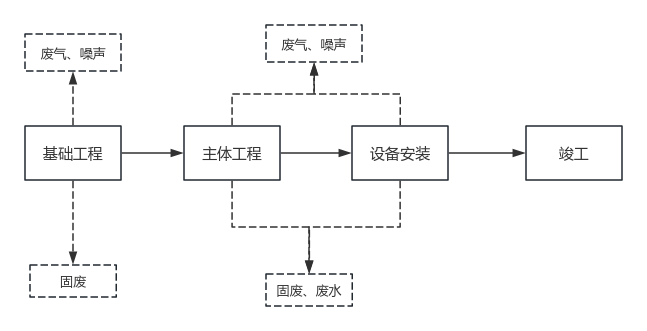 废气、噪声
废气、噪声
基础工程
主体工程
设备安装
竣工
固废
固废、废水